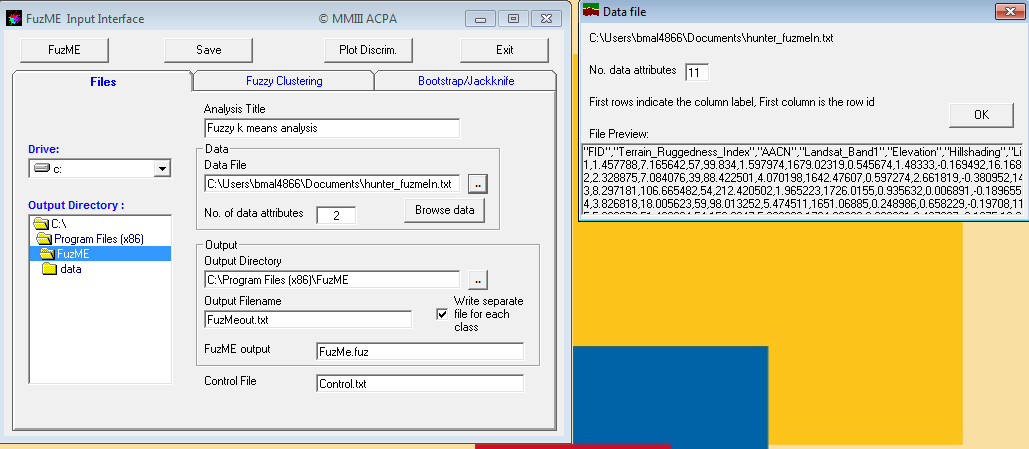 FuzME Input Interface © MMIII ACPA
FuzME Save Plot Discrim. Exit
Files Fuzzy Clustering Bootstrap/Jackknife
Analysis Title
Fuzzy k means analysis
Drive:
c:
Output Directory :
C:\
Program Files (x86)
FuzME
data
Data
Data File
C:\Users\bmal4866\Documents\hunter_fuzmeIn.txt ..
No. of data attributes 2 Browse data
Output
Output Directory
C:\Program Files (x86)\FuzME ..
Output Filename
FuzMeout.txt
Write separate
file for each
class
FuzME output FuzMe.fuz
Control File Control.txt
Data file
C:\Users\bmal4866\Documents\hunter_fuzmeIn.txt
No. data attributes 11
First rows indicate the column label, First column is the row id
OK
File Preview:
"FID","Terrain_Ruggedness_Index","AACN","Landsat_Band1","Elevation","Hillshading","Li
1,1.457788,7.165642,57,99.834,1.597974,1679.02319,0.545674,1.48333,-0.169492,16.168
2,2.328875,7.084076,39,88.422501,4.070198,1642.47607,0.597274,2.661819,-0.380952,14
3,8.297181,106.665482,54,212.420502,1.965223,1726.0155,0.935632,0.006891,-0.189655
4,3.826818,18.005623,59,98.013252,5.474511,1651.06885,0.248986,0.658229,-0.19708,11